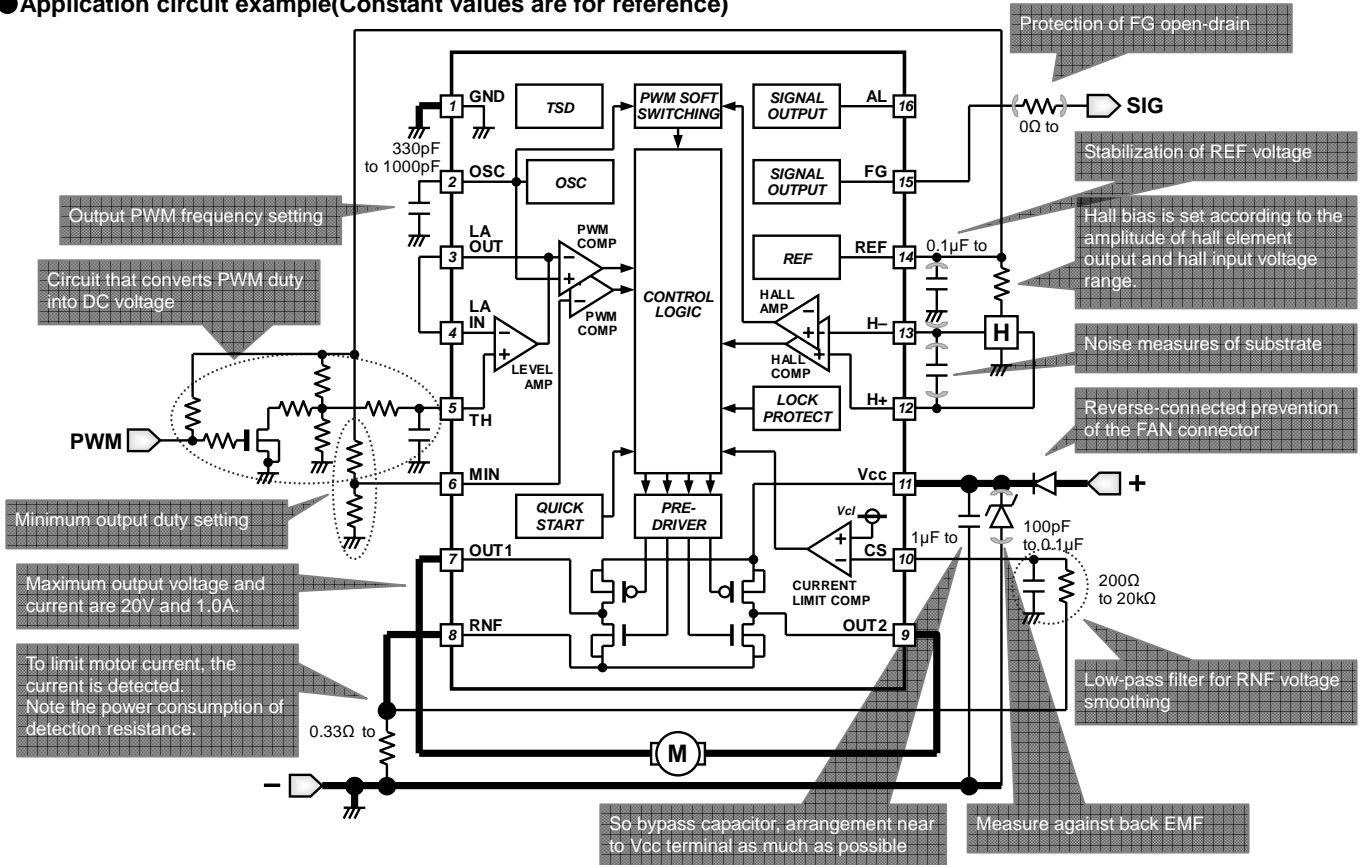 ●Application circuit example(Constant values are for reference)
Protection of FG open-drain
1
GND
TSD
PWM SOFT
SWITCHING
SIGNAL
OUTPUT
AL
16
SIG
0Ω to
330pF
to 1000pF
2
OSC
OSC
SIGNAL
OUTPUT
FG
15
Stabilization of REF voltage
Output PWM frequency setting
LA
OUT
3
PWM
COMP
REF
REF
14
0.1µF to
Hall bias is set according to the
amplitude of hall element
output and hall input voltage
range.
Circuit that converts PWM duty
into DC voltage
LA
IN
4
PWM
COMP
CONTROL
LOGIC
HALL
AMP
H–
13
H
LEVEL
AMP
HALL
COMP
Noise measures of substrate
5
TH
LOCK
PROTECT
H+
12
Reverse-connected prevention
of the FAN connector
PWM
6
MIN
Vcc
11
+
Minimum output duty setting
QUICK
START
PRE-
DRIVER
Vcl
1µF to
100pF
to 0.1µF
7
OUT1
CS
10
CURRENT
LIMIT COMP
200Ω
to 20kΩ
Maximum output voltage and
current are 20V and 1.0A.
8
RNF
OUT2
9
To limit motor current, the
current is detected.
Note the power consumption of
detection resistance.
Low-pass filter for RNF voltage
smoothing
0.33Ω to
M
–
So bypass capacitor, arrangement near
to Vcc terminal as much as possible
Measure against back EMF